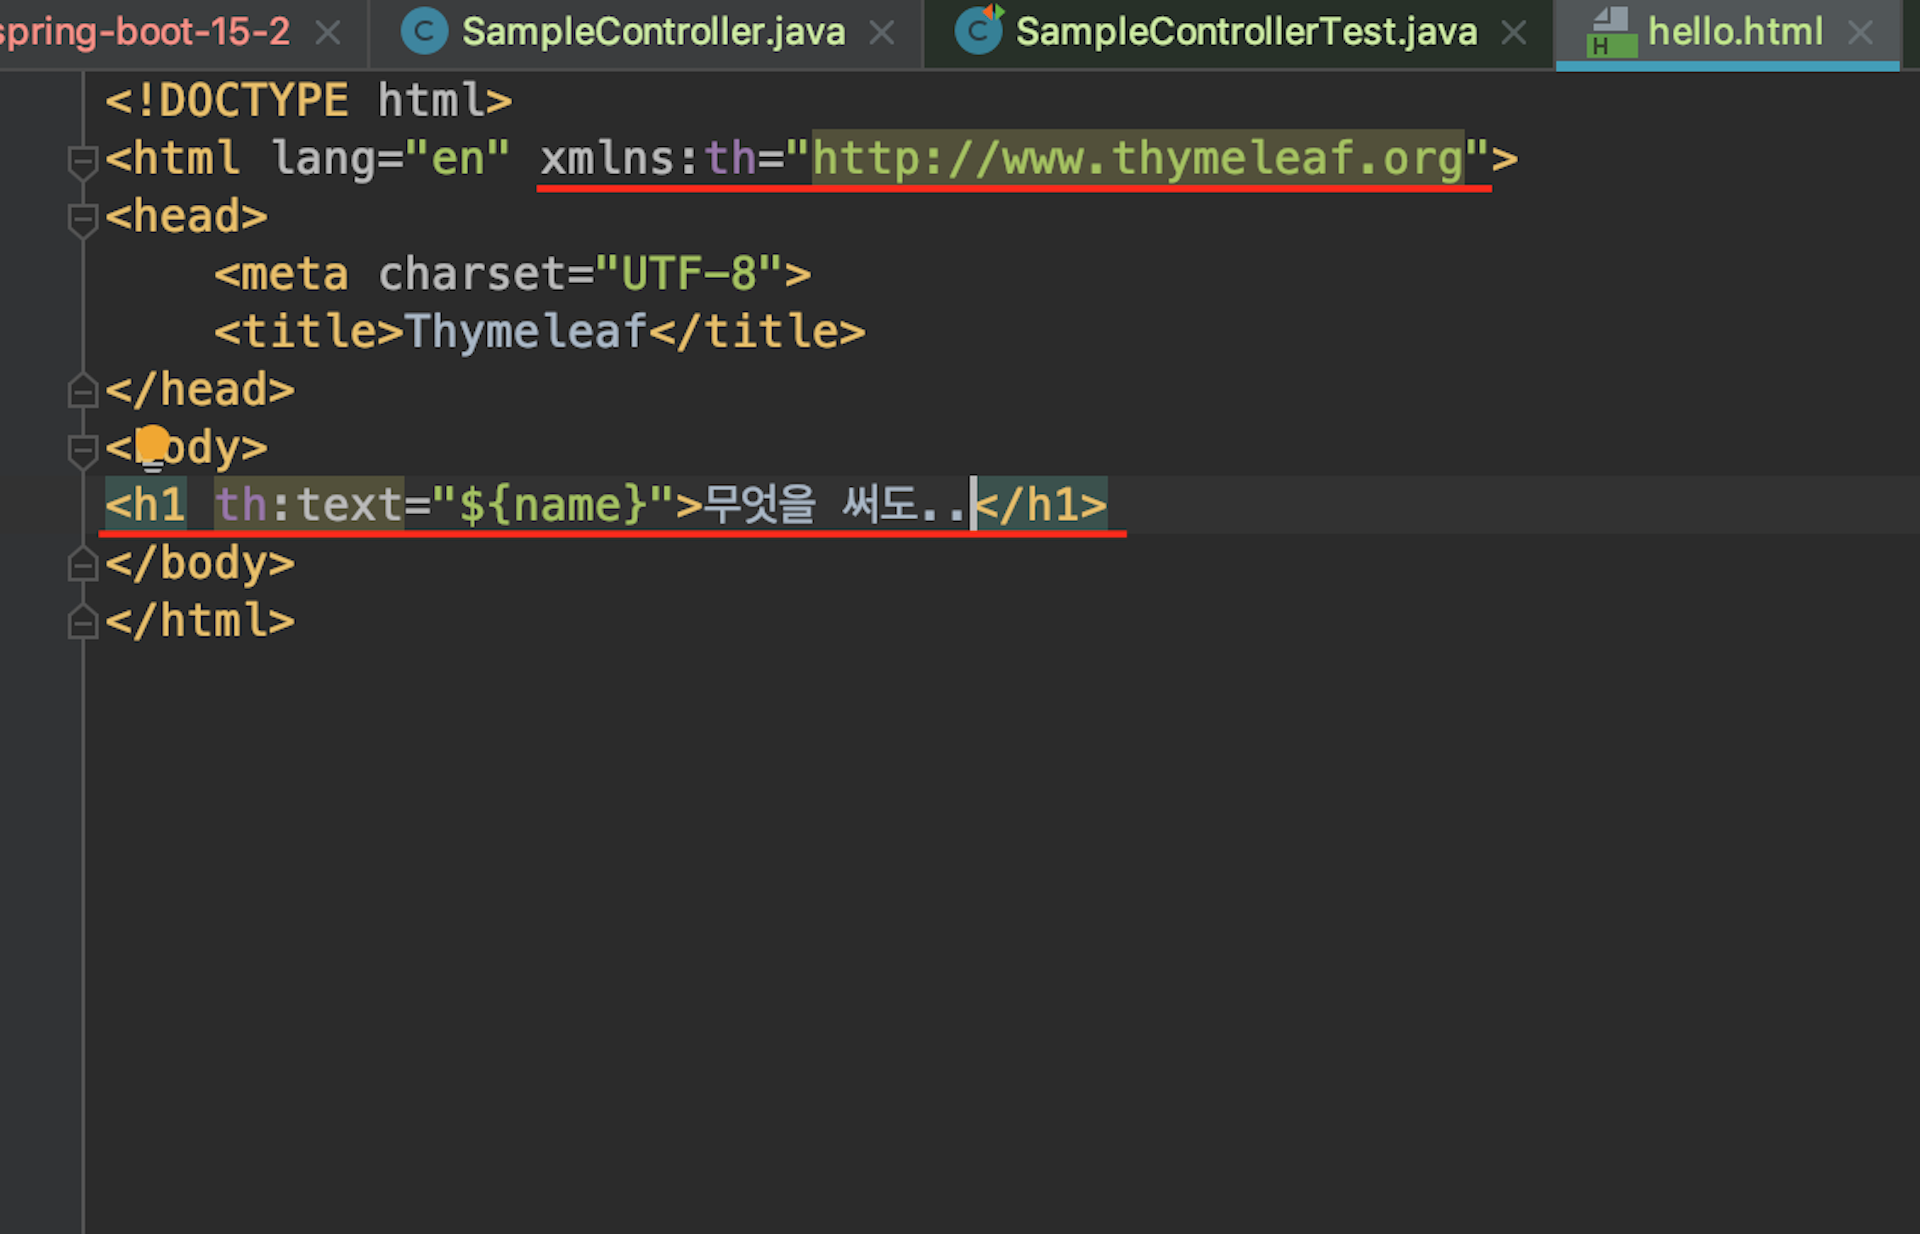 spring-boot-15-2 SampleController.java SampleControllerTest.java hello.html
<!DOCTYPE html>
<html lang="en" xmlns:th="http://www.thymeleaf.org">
<head>
    <meta charset="UTF-8">
    <title>Thymeleaf</title>
</head>
<body>
<h1 th:text="${name}">무엇을 써도..</h1>
</body>
</html>